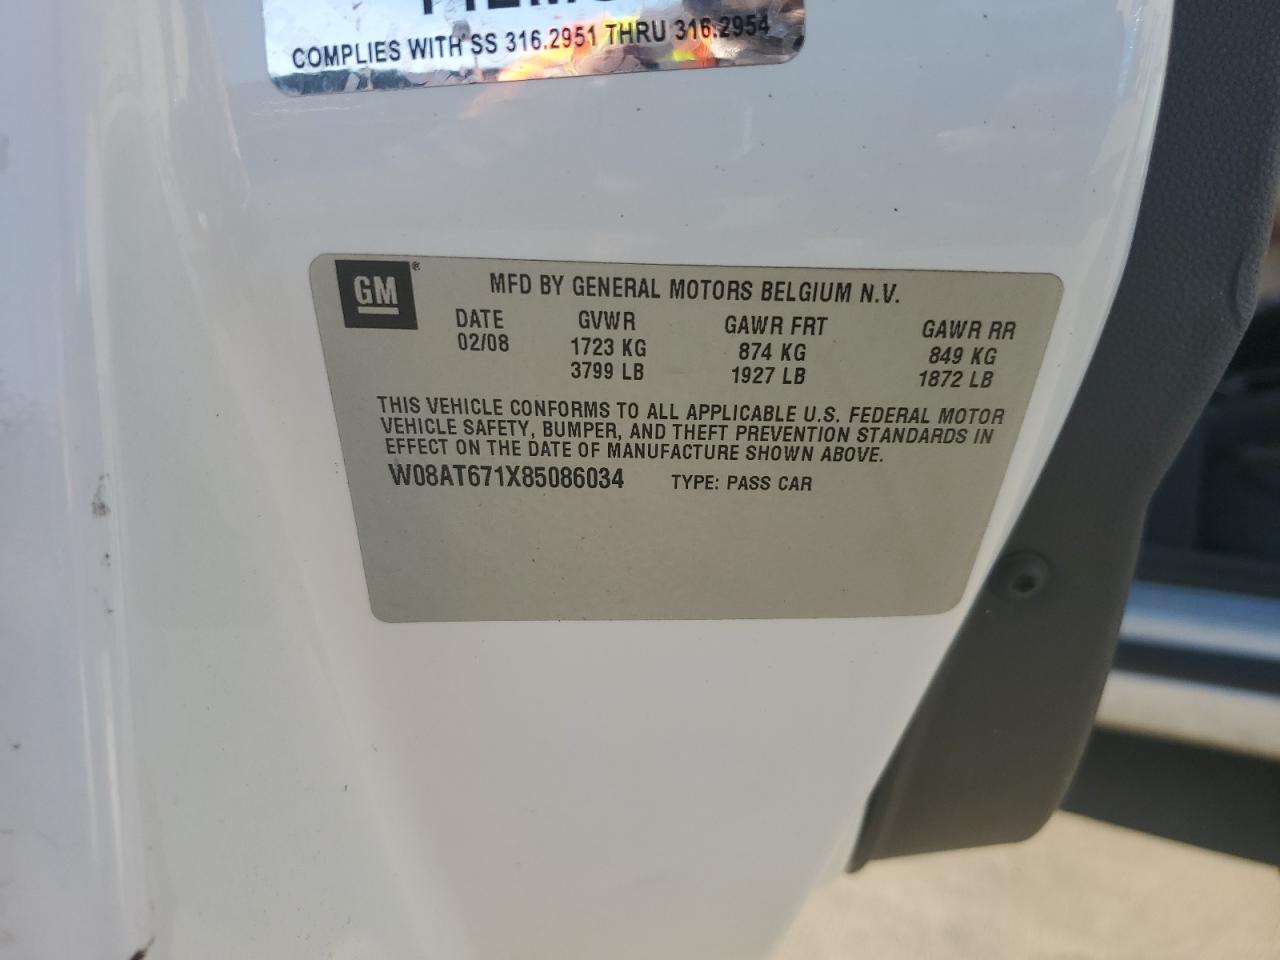 COMPLIES WITH SS 316.2951 THRU 316.2954
GM®
MFD BY GENERAL MOTORS BELGIUM N.V.
DATE GVWR GAWR FRT GAWR RR
02/08 1723 KG 874 KG 849 KG
3799 LB 1927 LB 1872 LB
THIS VEHICLE CONFORMS TO ALL APPLICABLE U.S. FEDERAL MOTOR
VEHICLE SAFETY, BUMPER, AND THEFT PREVENTION STANDARDS IN
EFFECT ON THE DATE OF MANUFACTURE SHOWN ABOVE.
W08AT671X85086034 TYPE: PASS CAR